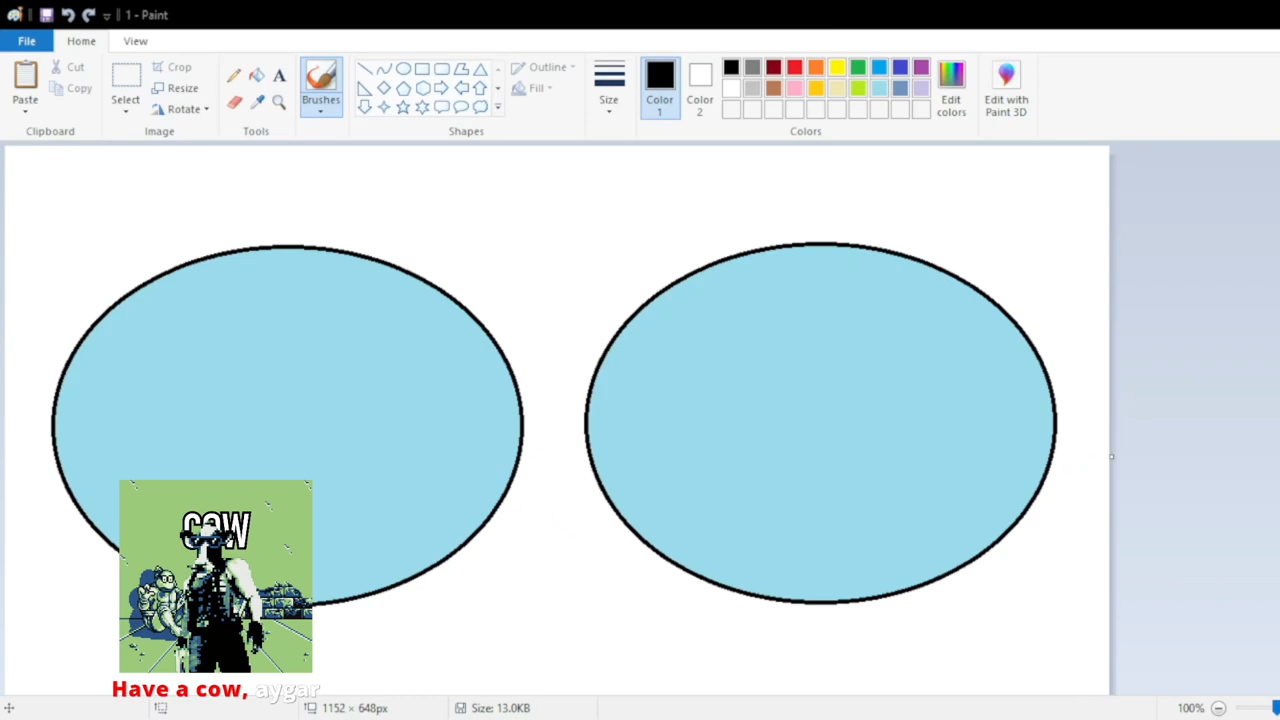 1 - Paint
File Home View
Paste
Cut
Copy
Clipboard
Select
Crop
Resize
Rotate
Image
Tools
Brushes
Outline
Fill
Shapes
Size
Color 1
Color 2
Edit colors
Colors
Edit with Paint 3D
COW
Have a cow, aygar
1152 × 648px
Size: 13.0KB
100%